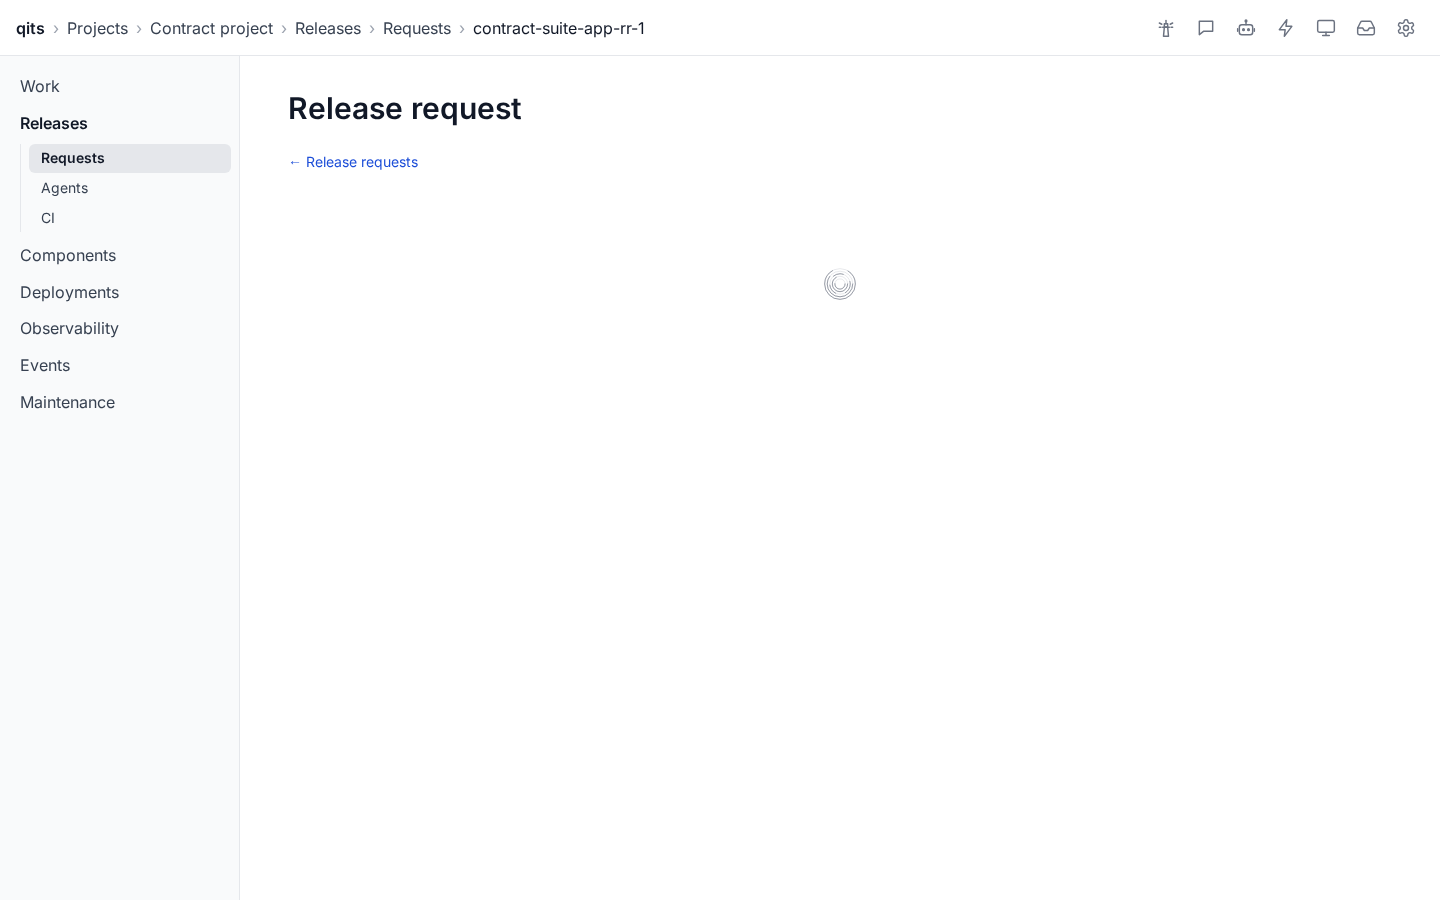 qits › Projects › Contract project › Releases › Requests › contract-suite-app-rr-1
Work
Releases
Requests
Agents
CI
Components
Deployments
Observability
Events
Maintenance
Release request
← Release requests